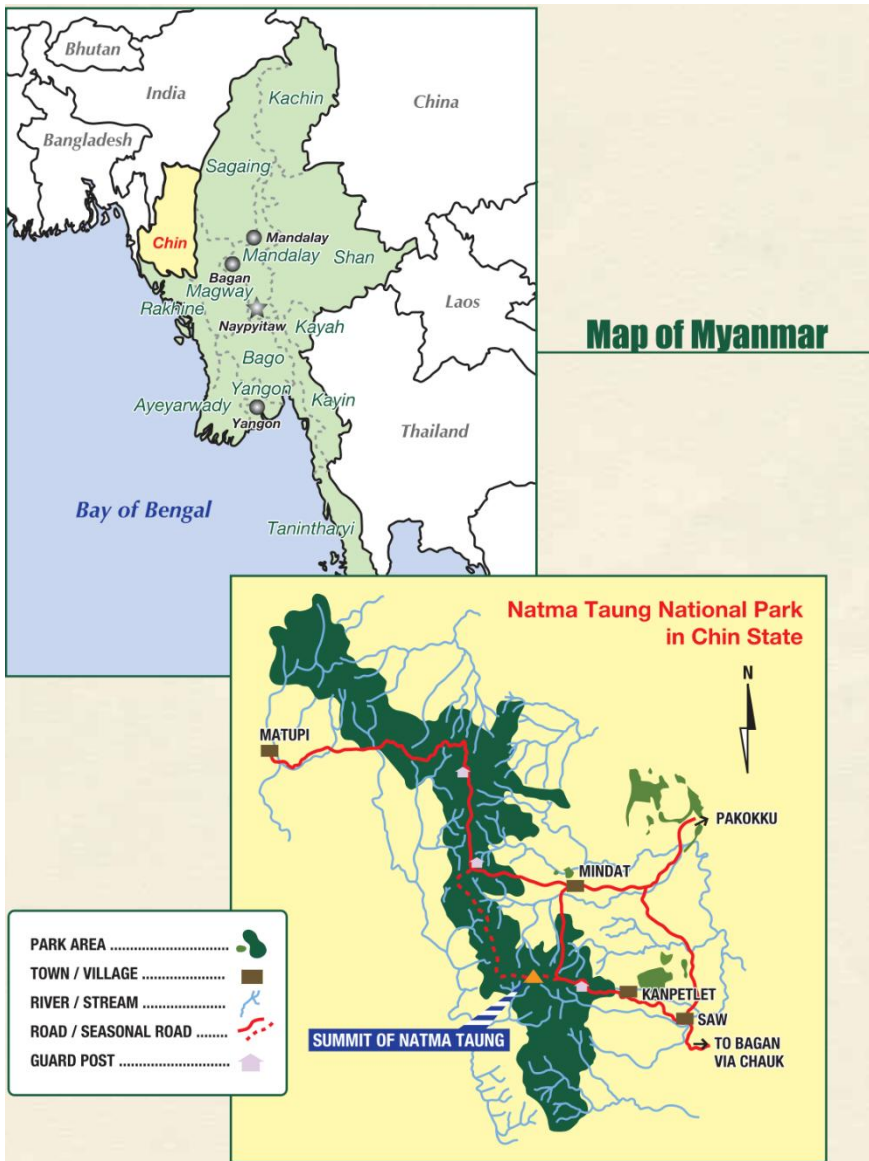 Bhutan
India
China
Bangladesh
Kachin
Sagaing
Chin
Mandalay
Mandalay
Shan
Bagan
Magway
Rakhine
Naypyitaw
Kayah
Laos
Bago
Yangon
Ayeyarwady
Yangon
Kayin
Thailand
Bay of Bengal
Tanintharyi
Map of Myanmar
Natma Taung National Park
in Chin State
N
MATUPI
PAKOKKU
MINDAT
KANPETLET
SAW
SUMMIT OF NATMA TAUNG
TO BAGAN
VIA CHAUK
PARK AREA ..............................
TOWN / VILLAGE ......................
RIVER / STREAM ......................
ROAD / SEASONAL ROAD .......
GUARD POST ..........................